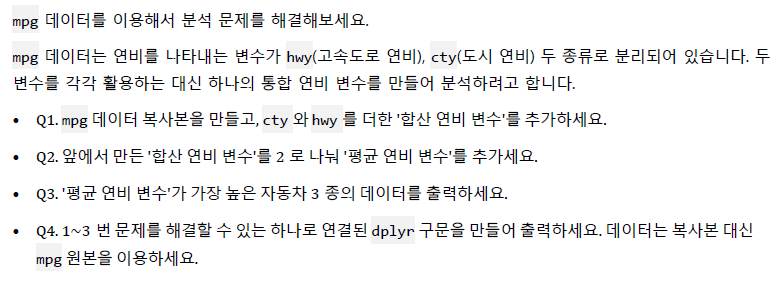 mpg 데이터를 이용해서 분석 문제를 해결해보세요.
mpg 데이터는 연비를 나타내는 변수가 hwy(고속도로 연비), cty(도시 연비) 두 종류로 분리되어 있습니다. 두
변수를 각각 활용하는 대신 하나의 통합 연비 변수를 만들어 분석하려고 합니다.
• Q1. mpg 데이터 복사본을 만들고, cty 와 hwy 를 더한 '합산 연비 변수'를 추가하세요.
• Q2. 앞에서 만든 '합산 연비 변수'를 2 로 나눠 '평균 연비 변수'를 추가세요.
• Q3. '평균 연비 변수'가 가장 높은 자동차 3 종의 데이터를 출력하세요.
• Q4. 1~3 번 문제를 해결할 수 있는 하나로 연결된 dplyr 구문을 만들어 출력하세요. 데이터는 복사본 대신
mpg 원본을 이용하세요.